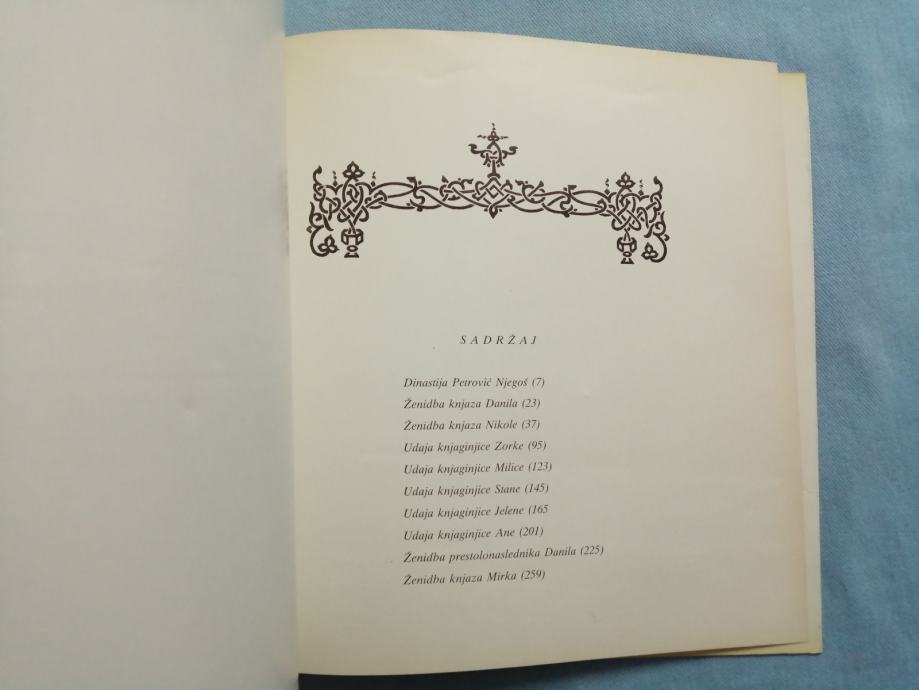 SADRŽAJ
Dinastija Petrović Njegoš (7)
Ženidba knjaza Danila (23)
Ženidba knjaza Nikole (37)
Udaja knjaginjice Zorke (95)
Udaja knjaginjice Milice (123)
Udaja knjaginjice Stane (145)
Udaja knjaginjice Jelene (165
Udaja knjaginjice Ane (201)
Ženidba prestolonaslednika Danila (225)
Ženidba knjaza Mirka (259)